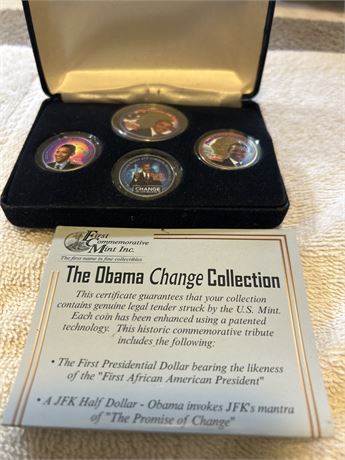 CHANGE
First
Commemorative
Mint Inc.
The first name in fine collectibles
The Obama Change Collection
This certificate guarantees that your collection
contains genuine legal tender struck by the U.S. Mint.
Each coin has been enhanced using a patented
technology. This historic commemorative tribute
includes the following:
• The First Presidential Dollar bearing the likeness
of the "First African American President"
• A JFK Half Dollar - Obama invokes JFK's mantra
of "The Promise of Change"